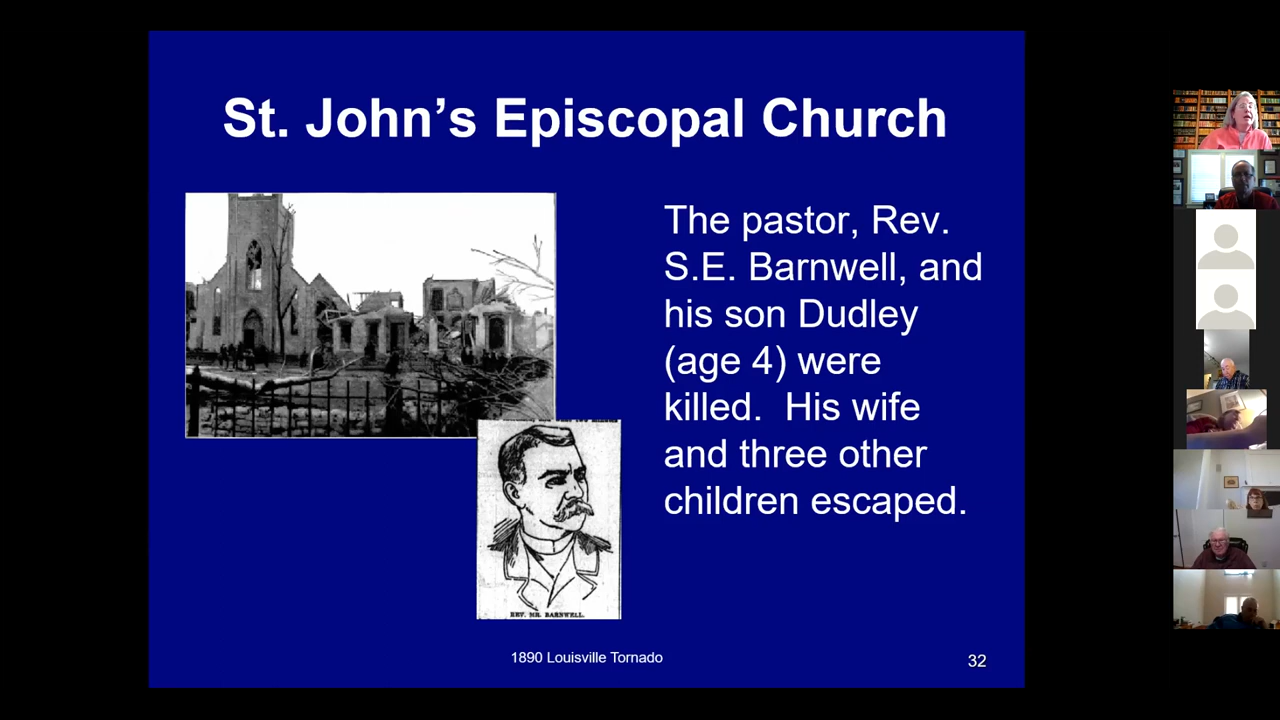 St. John’s Episcopal Church
The pastor, Rev.
S.E. Barnwell, and
his son Dudley
(age 4) were
killed.  His wife
and three other
children escaped.
REV. MR. BARNWELL.
1890 Louisville Tornado
32